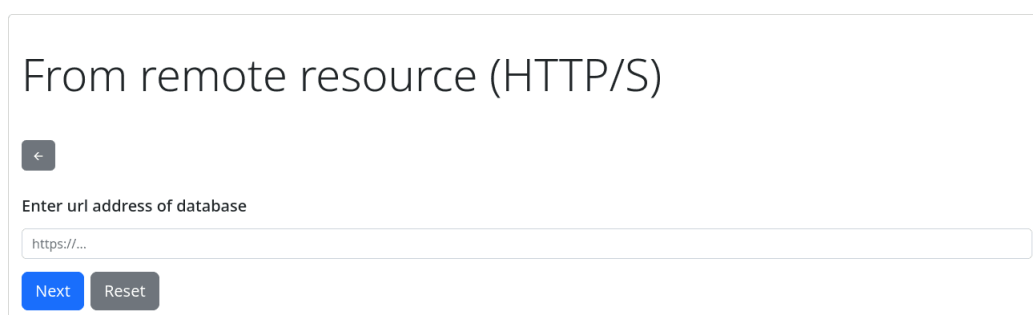 From remote resource (HTTP/S)
←
Enter url address of database
https://...
Next Reset